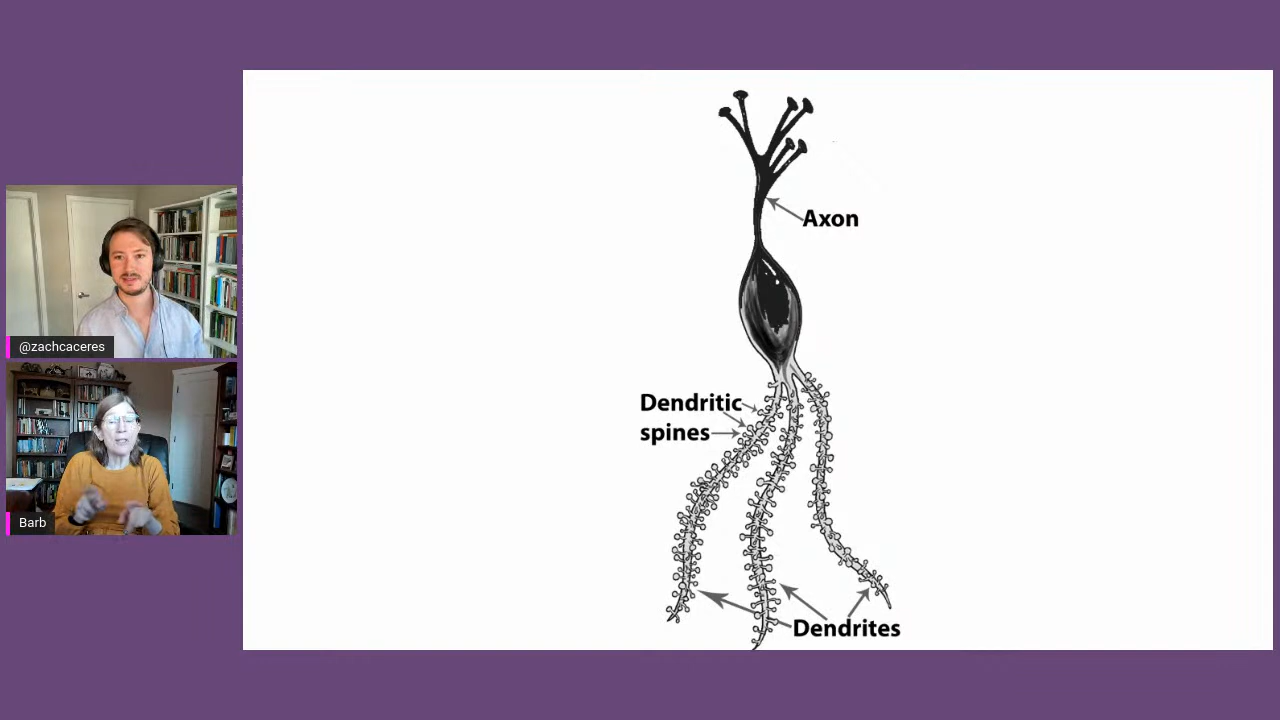 @zachcaceres
Barb
Axon
Dendritic
spines
Dendrites